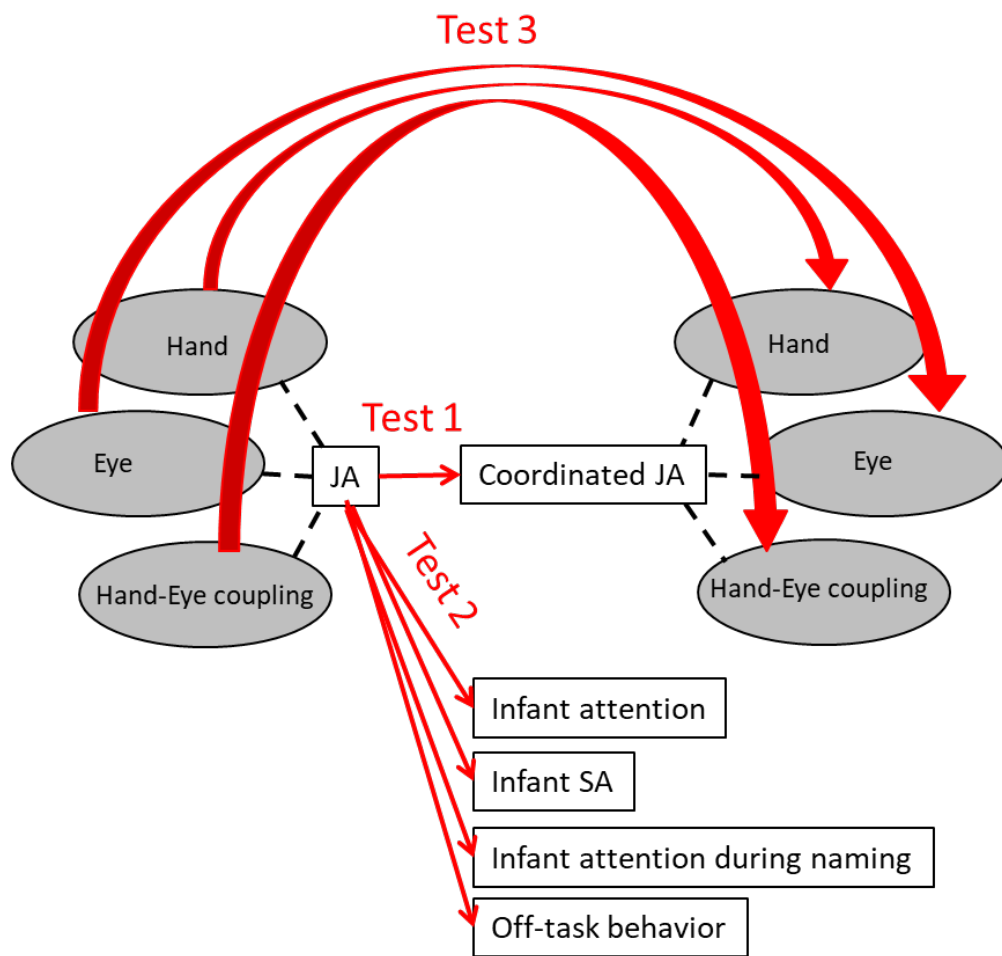 Test 3
Hand
Hand
Test 1
Eye
JA
Coordinated JA
Eye
Hand-Eye coupling
Test 2
Hand-Eye coupling
Infant attention
Infant SA
Infant attention during naming
Off-task behavior